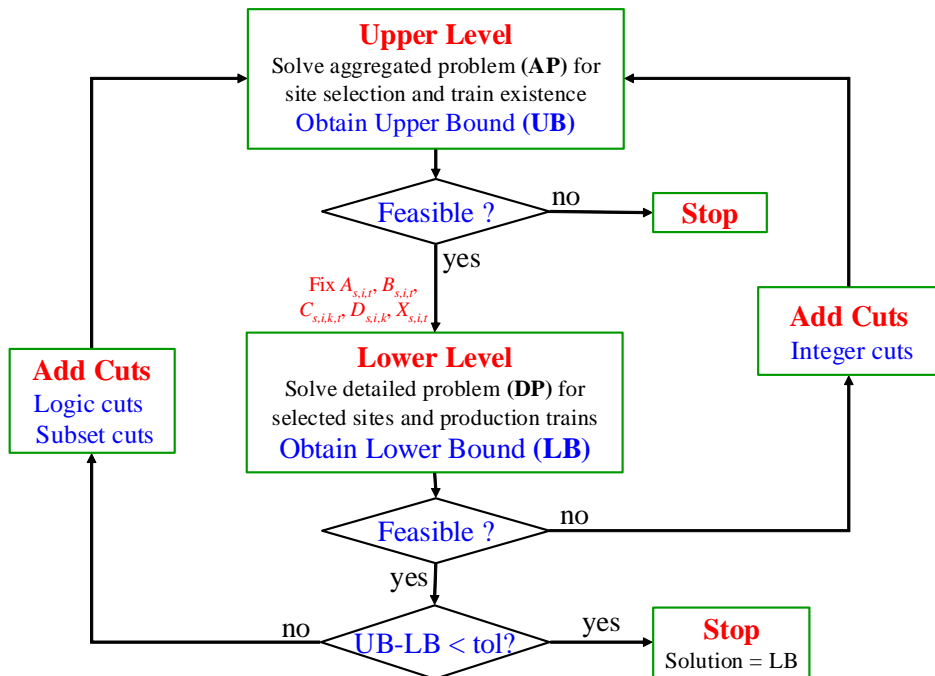 Upper Level
Solve aggregated problem (AP) for
site selection and train existence
Obtain Upper Bound (UB)
Feasible ?
no
Stop
yes
Fix A_{s,i,t}, B_{s,i,t},
C_{s,i,k,t}, D_{s,i,k}, X_{s,i,t}
Lower Level
Solve detailed problem (DP) for
selected sites and production trains
Obtain Lower Bound (LB)
Add Cuts
Integer cuts
Add Cuts
Logic cuts
Subset cuts
Feasible ?
no
yes
UB-LB < tol?
no
yes
Stop
Solution = LB